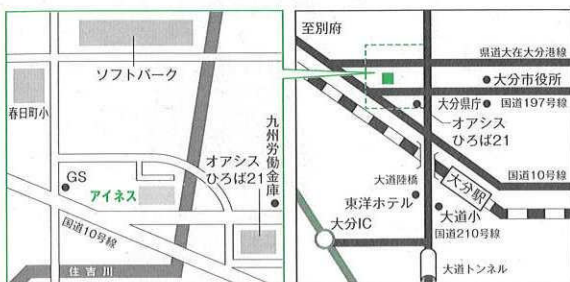 ソフトパーク
春日町小
九州労働金庫
オアシス
ひろば21
GS
アイネス
国道10号線
住吉川
至別府
県道大在大分港線
大分市役所
大分県庁
国道197号線
オアシス
ひろば21
国道10号線
大道陸橋
大分駅
東洋ホテル
大道小
大分IC
国道210号線
大道トンネル